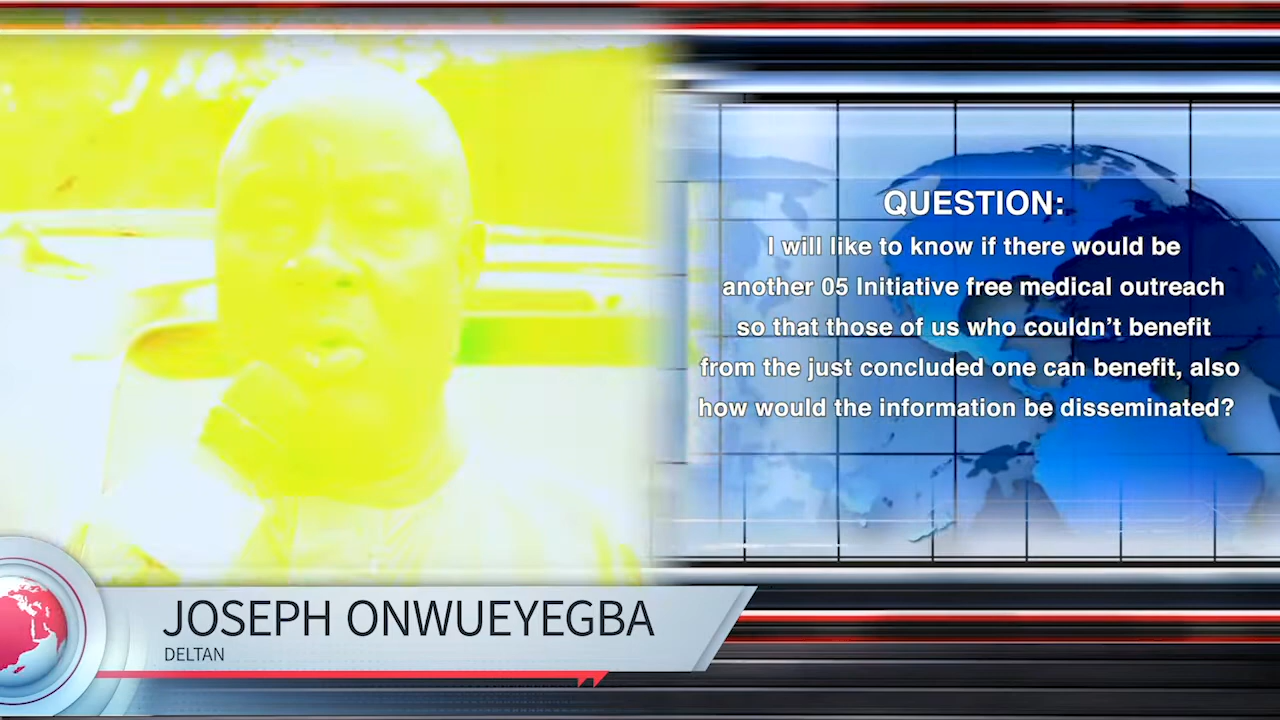 QUESTION:
I will like to know if there would be
another 05 Initiative free medical outreach
so that those of us who couldn’t benefit
from the just concluded one can benefit, also
how would the information be disseminated?
JOSEPH ONWUEYEGBA
DELTAN